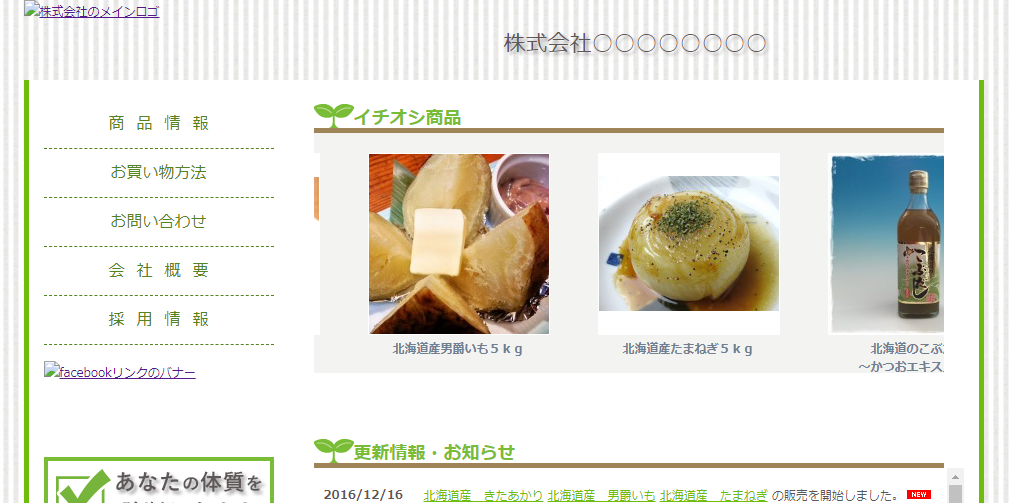 株式会社のメインロゴ
株式会社○○○○○○○○
商品情報
お買い物方法
お問い合わせ
会社概要
採用情報
facebookリンクのバナー
あなたの体質を
イチオシ商品
北海道産男爵いも５ｋｇ
北海道産たまねぎ５ｋｇ
北海道のこぶ
～かつおエキス
更新情報・お知らせ
2016/12/16 北海道産　きたあかり 北海道産　男爵いも 北海道産　たまねぎ の販売を開始しました。 NEW